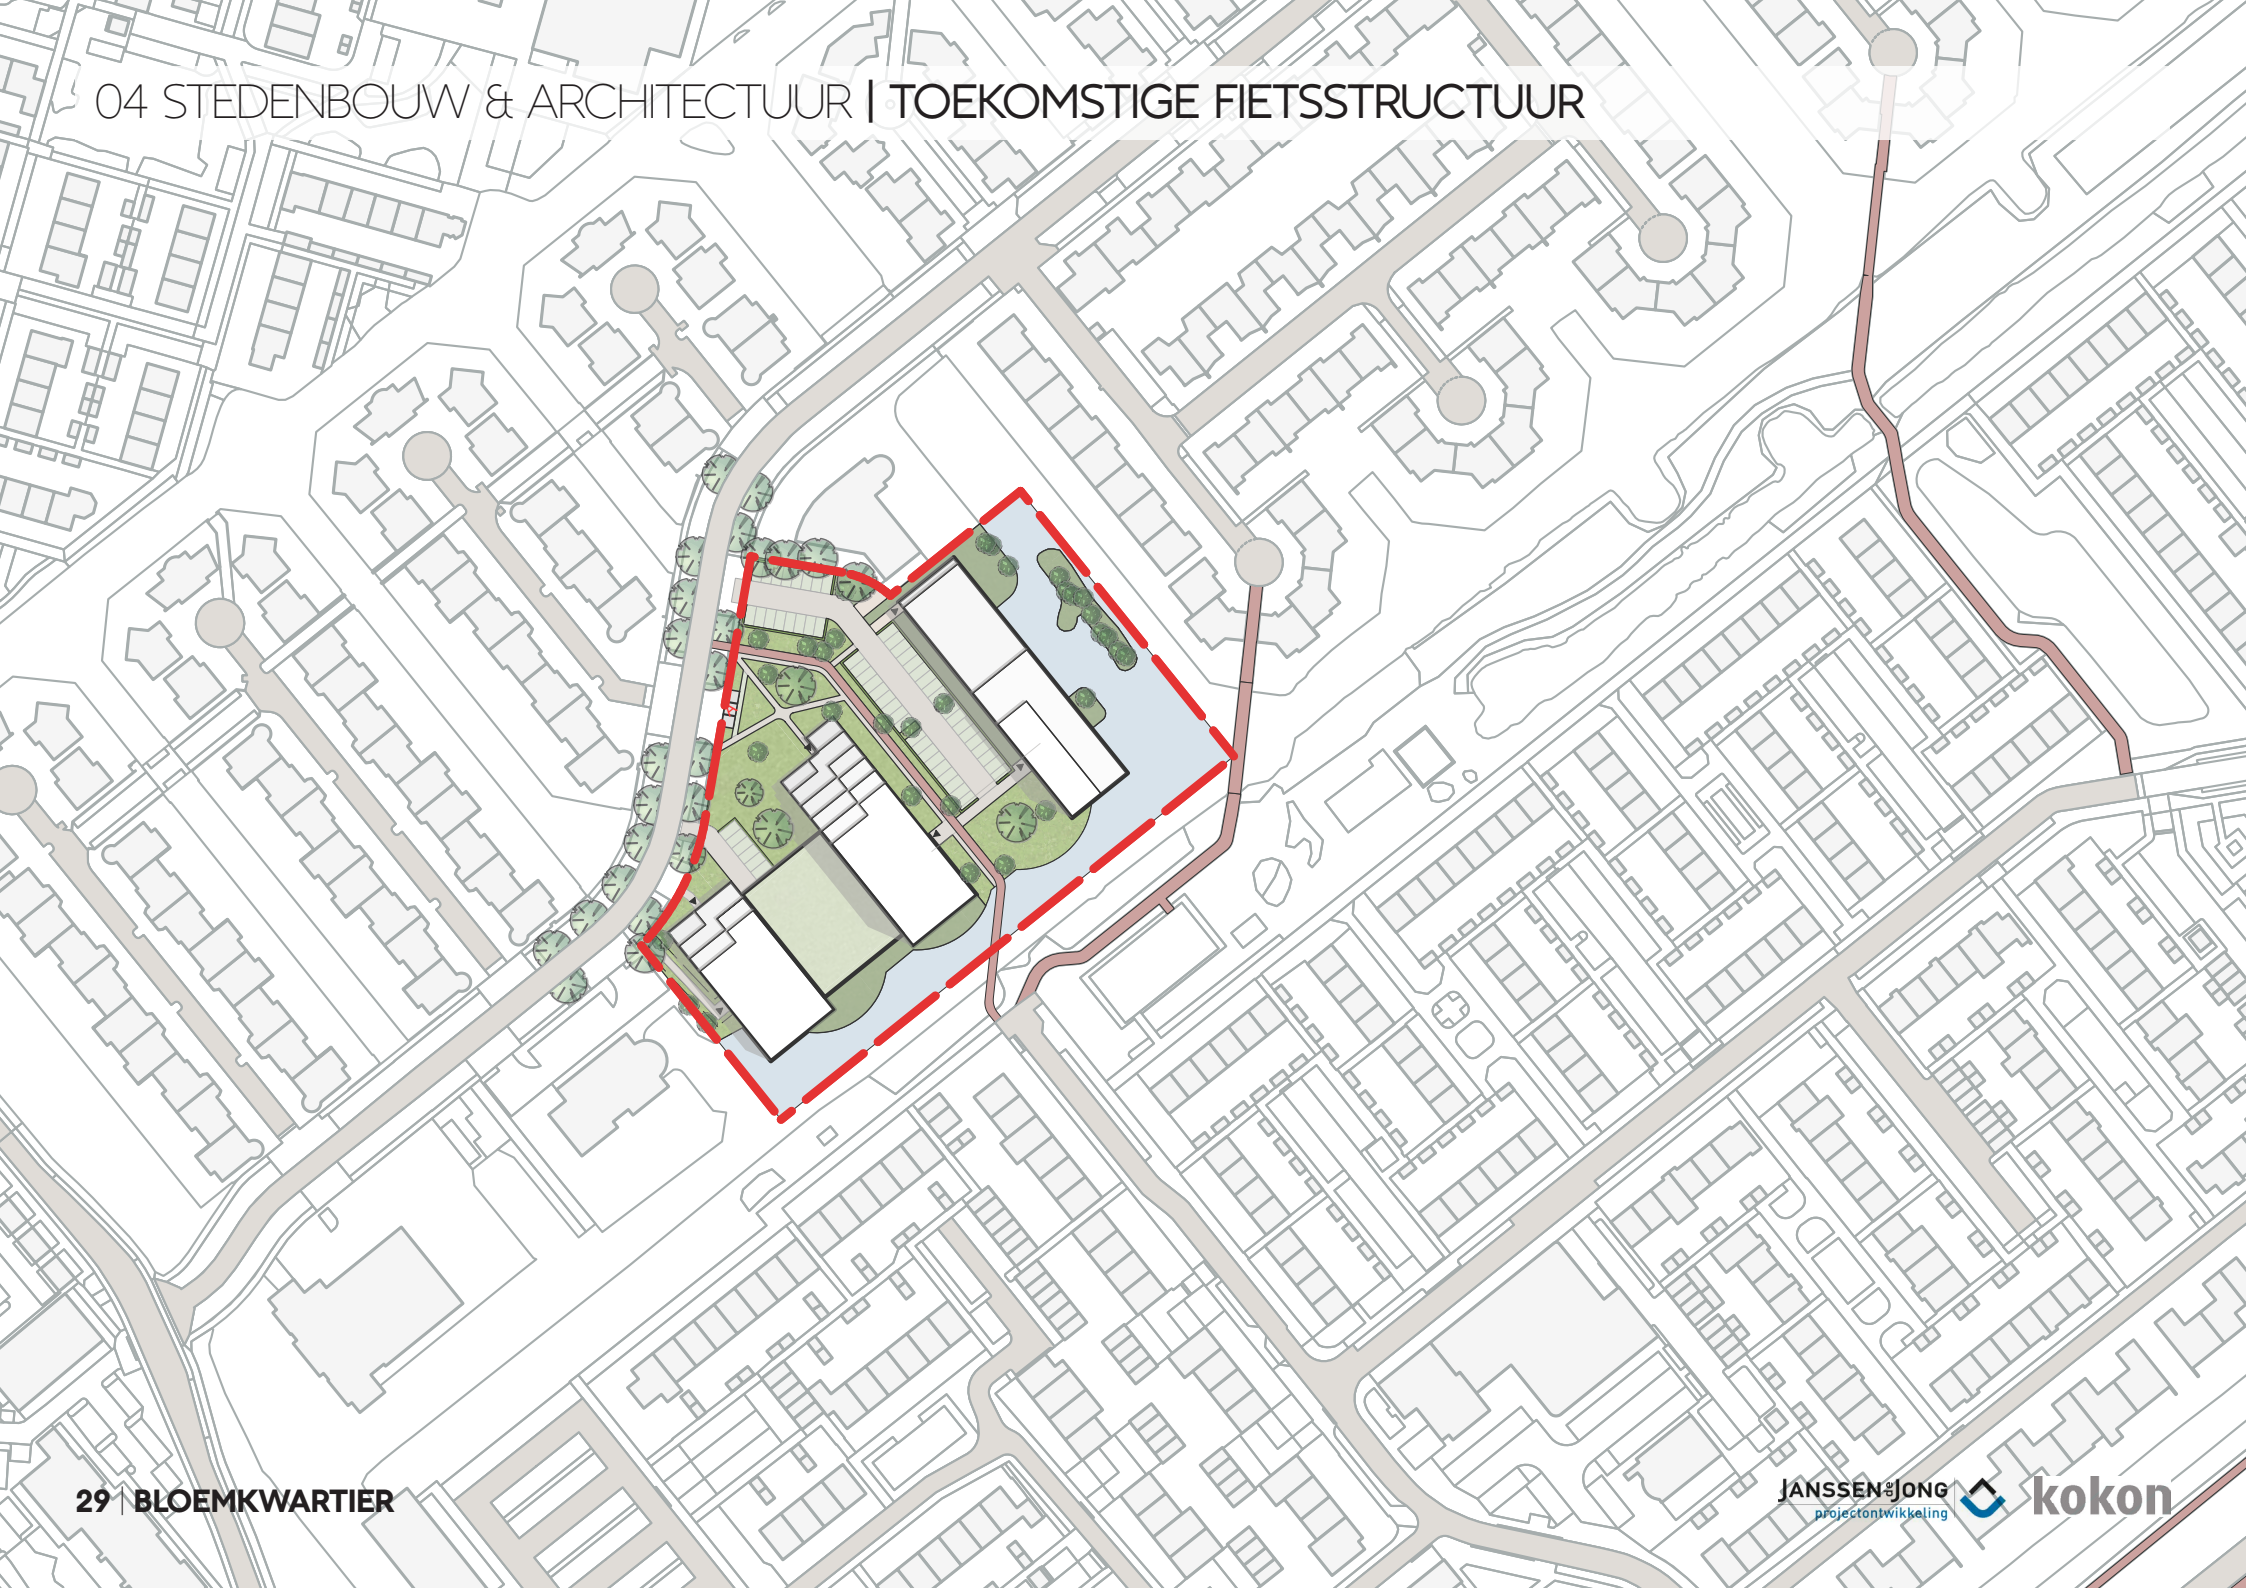 04 STEDENBOUW & ARCHITECTUUR | TOEKOMSTIGE FIETSSTRUCTUUR
29 | BLOEMKWARTIER
JANSSEN DE JONG
projectontwikkeling
kokon